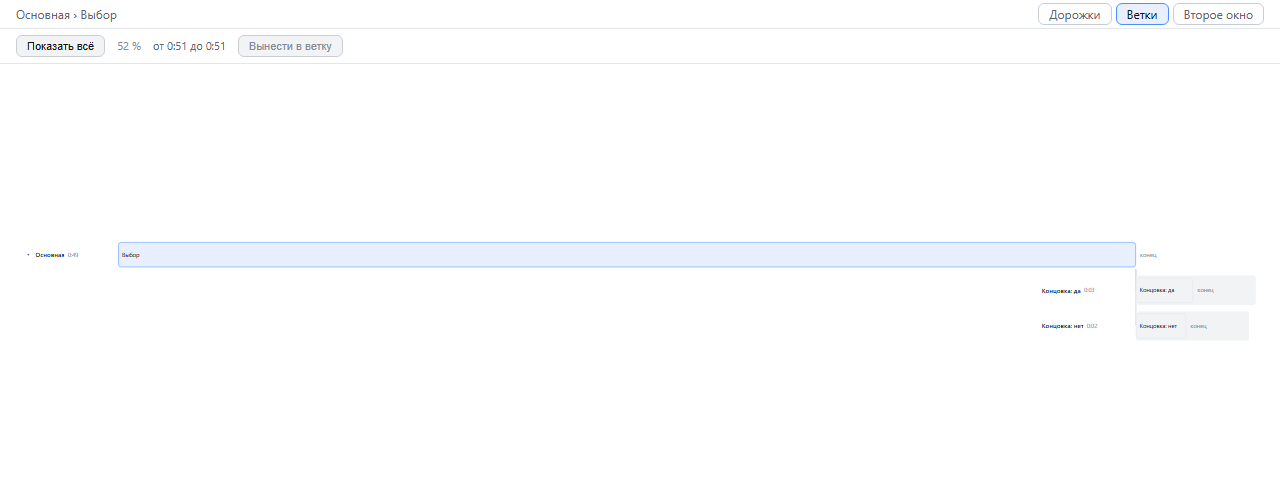 Основная › Выбор
Дорожки
Ветки
Второе окно
Показать всё
52 %
от 0:51 до 0:51
Вынести в ветку
Основная 0:49
Выбор
конец
Концовка: да 0:03
Концовка: да
конец
Концовка: нет 0:02
Концовка: нет
конец